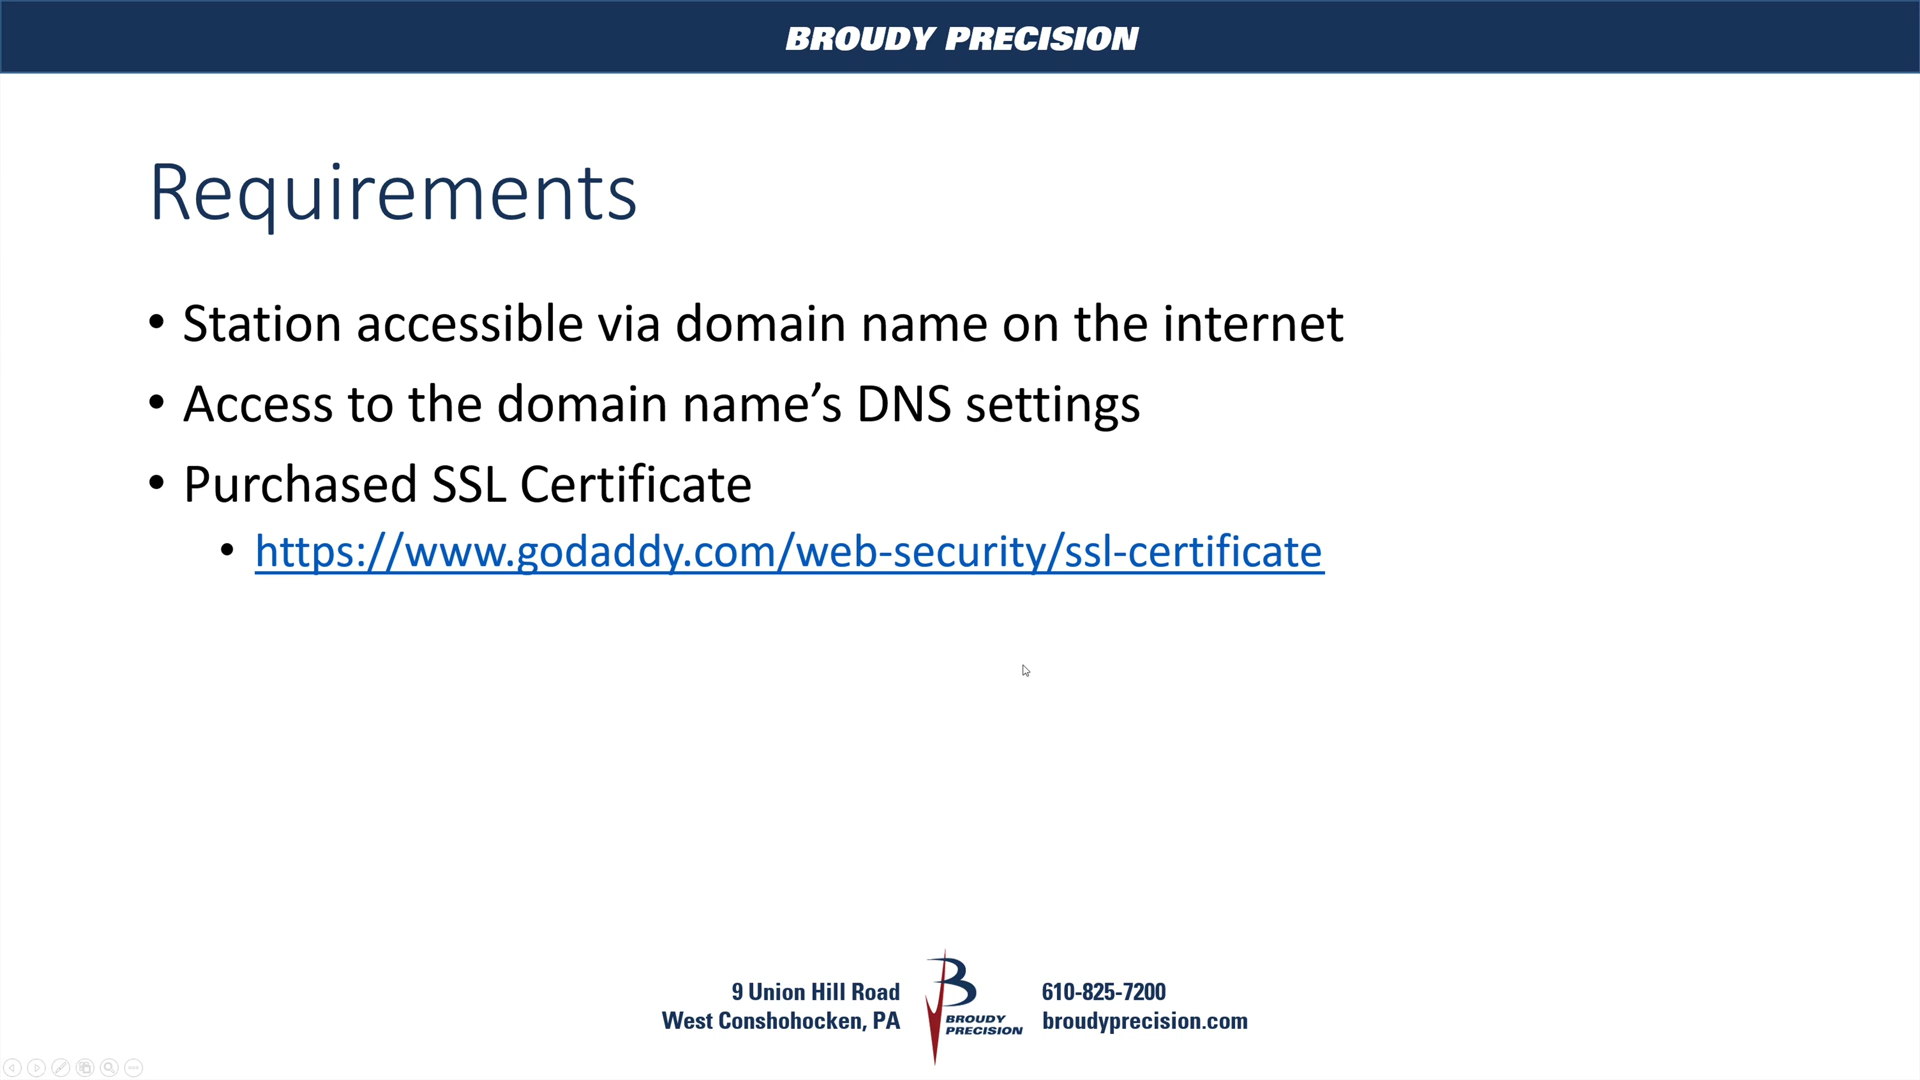 BROUDY PRECISION
Requirements
• Station accessible via domain name on the internet
• Access to the domain name’s DNS settings
• Purchased SSL Certificate
• https://www.godaddy.com/web-security/ssl-certificate
9 Union Hill Road
West Conshohocken, PA
BROUDY
PRECISION
610-825-7200
broudyprecision.com